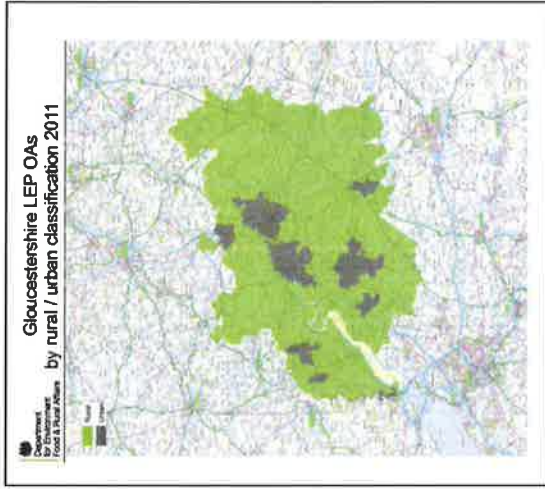 Department
for Environment
Food & Rural Affairs
Gloucestershire LEP OAs
by rural / urban classification 2011
Rural
Urban